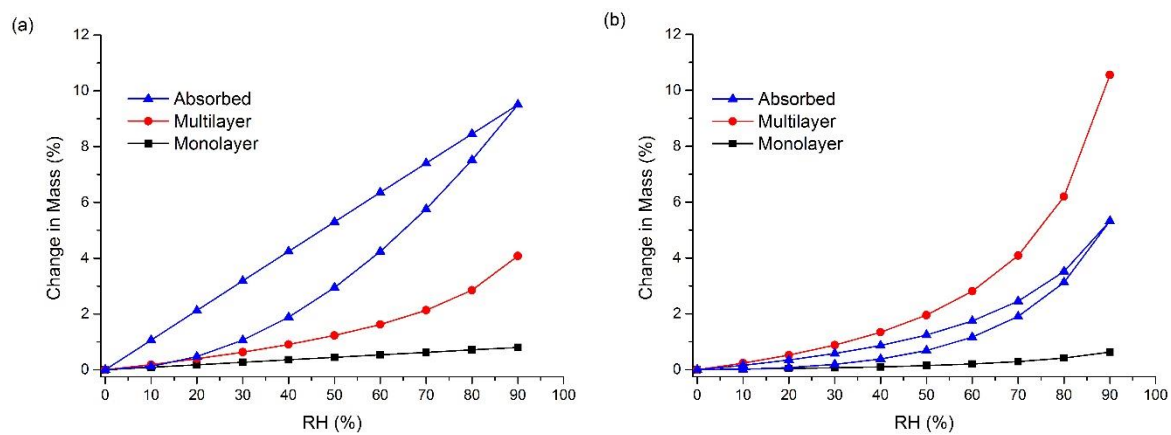 (a)
12
10
8
6
4
2
0
Change in Mass (%)
Absorbed
Multilayer
Monolayer
0 10 20 30 40 50 60 70 80 90 100
RH (%)
(b)
12
10
8
6
4
2
0
Change in Mass (%)
Absorbed
Multilayer
Monolayer
0 10 20 30 40 50 60 70 80 90 100
RH (%)